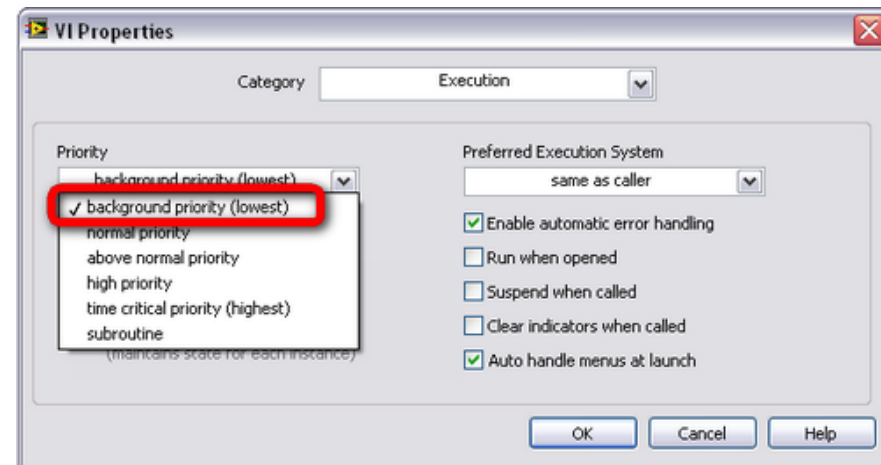 VI Properties
Category Execution
Priority
background priority (lowest)
✓ background priority (lowest)
normal priority
above normal priority
high priority
time critical priority (highest)
subroutine
(maintains state for each instance)
Preferred Execution System
same as caller
Enable automatic error handling
Run when opened
Suspend when called
Clear indicators when called
Auto handle menus at launch
OK Cancel Help